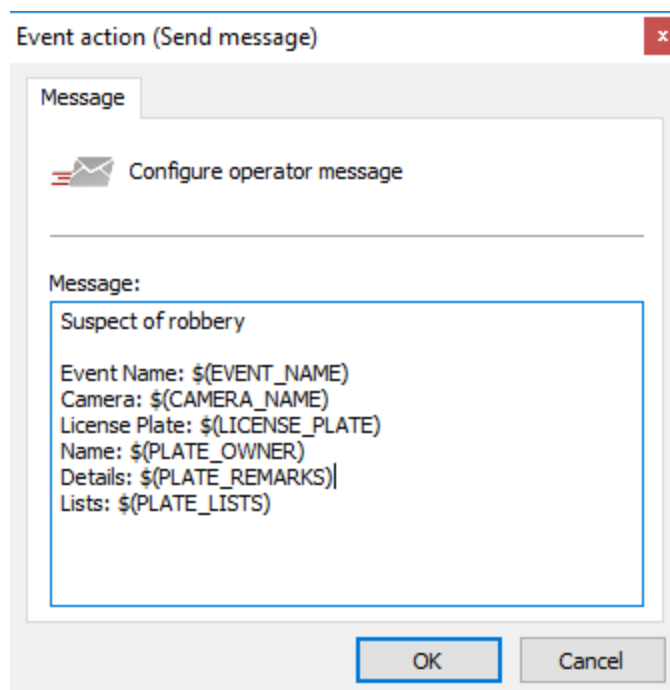 Event action (Send message)
x
Message
Configure operator message
Message:
Suspect of robbery
Event Name: $(EVENT_NAME)
Camera: $(CAMERA_NAME)
License Plate: $(LICENSE_PLATE)
Name: $(PLATE_OWNER)
Details: $(PLATE_REMARKS)
Lists: $(PLATE_LISTS)
OK
Cancel